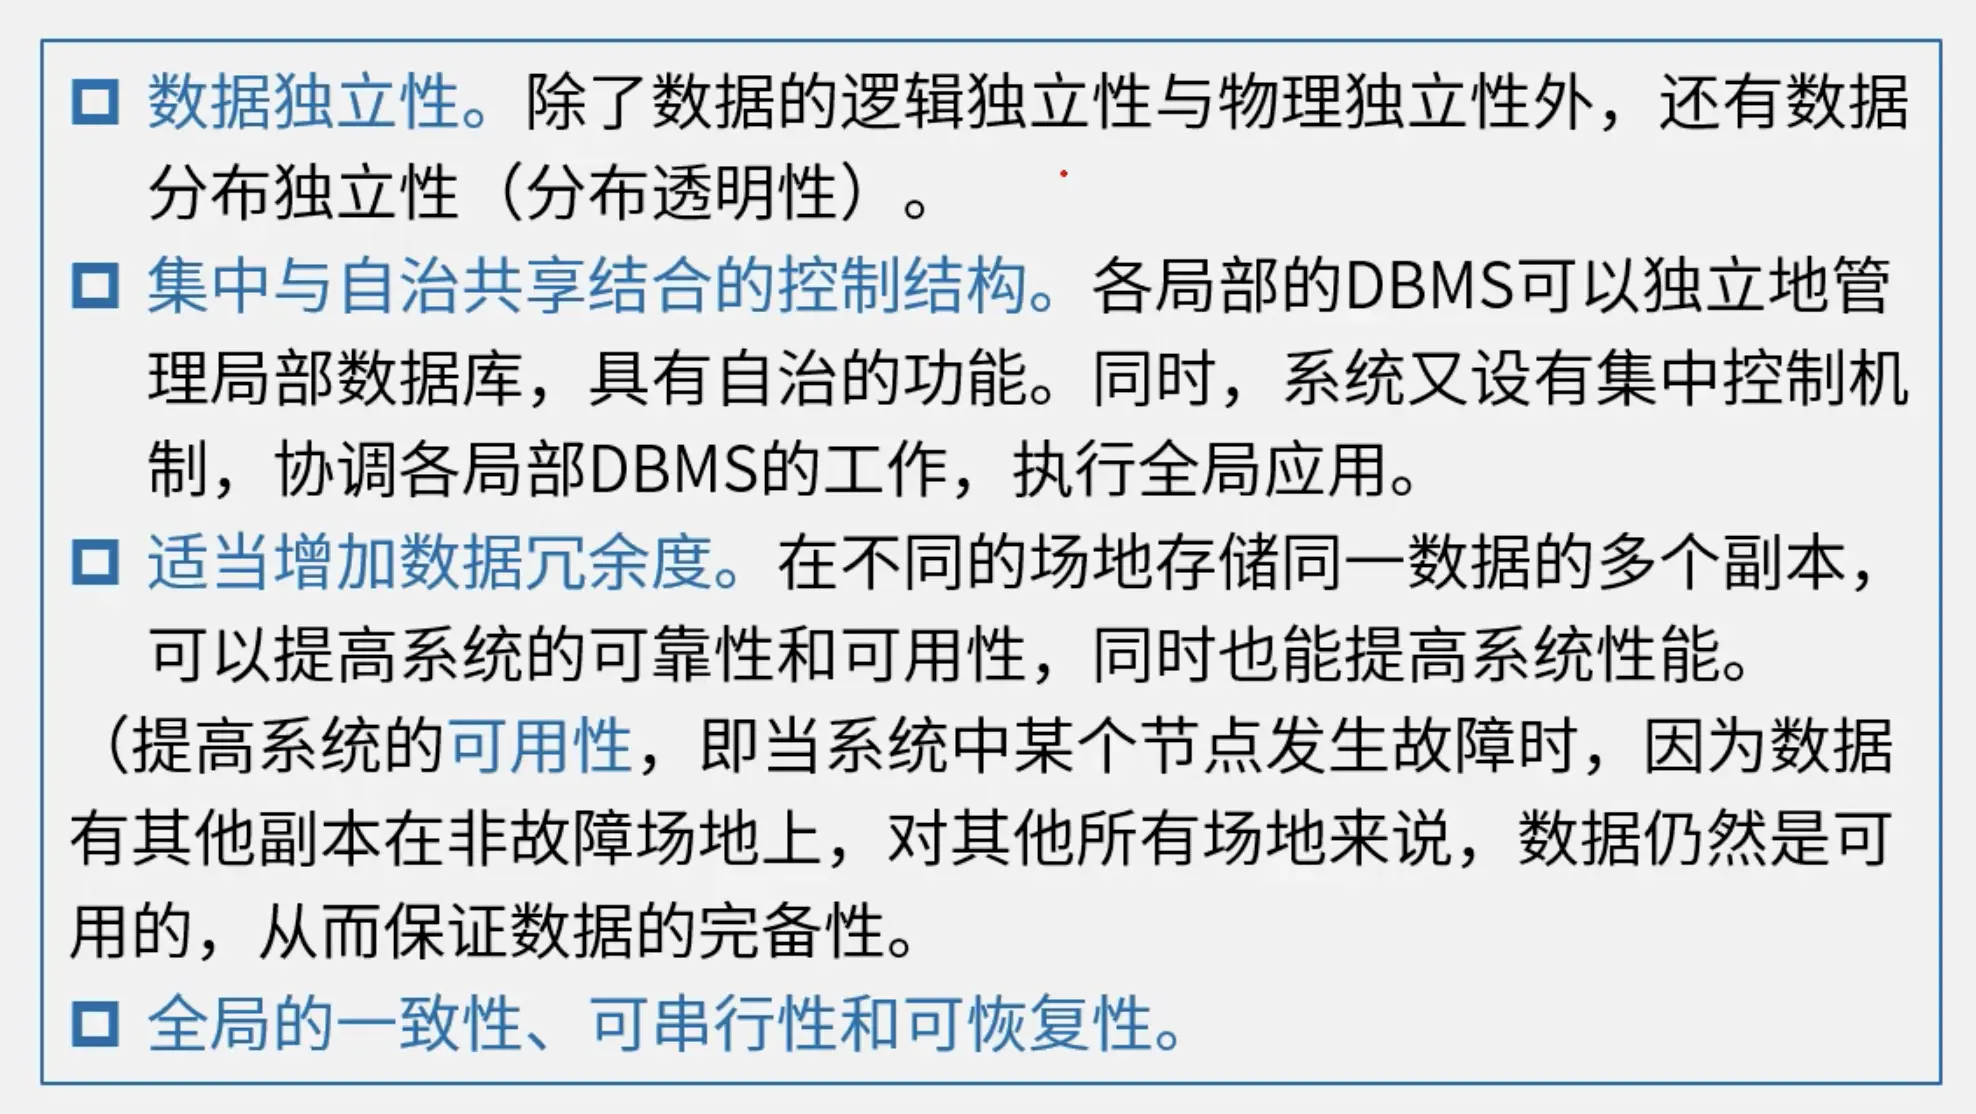 数据独立性。除了数据的逻辑独立性与物理独立性外，还有数据
分布独立性（分布透明性）。
集中与自治共享结合的控制结构。各局部的DBMS可以独立地管
理局部数据库，具有自治的功能。同时，系统又设有集中控制机
制，协调各局部DBMS的工作，执行全局应用。
适当增加数据冗余度。在不同的场地存储同一数据的多个副本，
可以提高系统的可靠性和可用性，同时也能提高系统性能。
（提高系统的可用性，即当系统中某个节点发生故障时，因为数据
有其他副本在非故障场地上，对其他所有场地来说，数据仍然是可
用的，从而保证数据的完备性。
全局的一致性、可串行性和可恢复性。